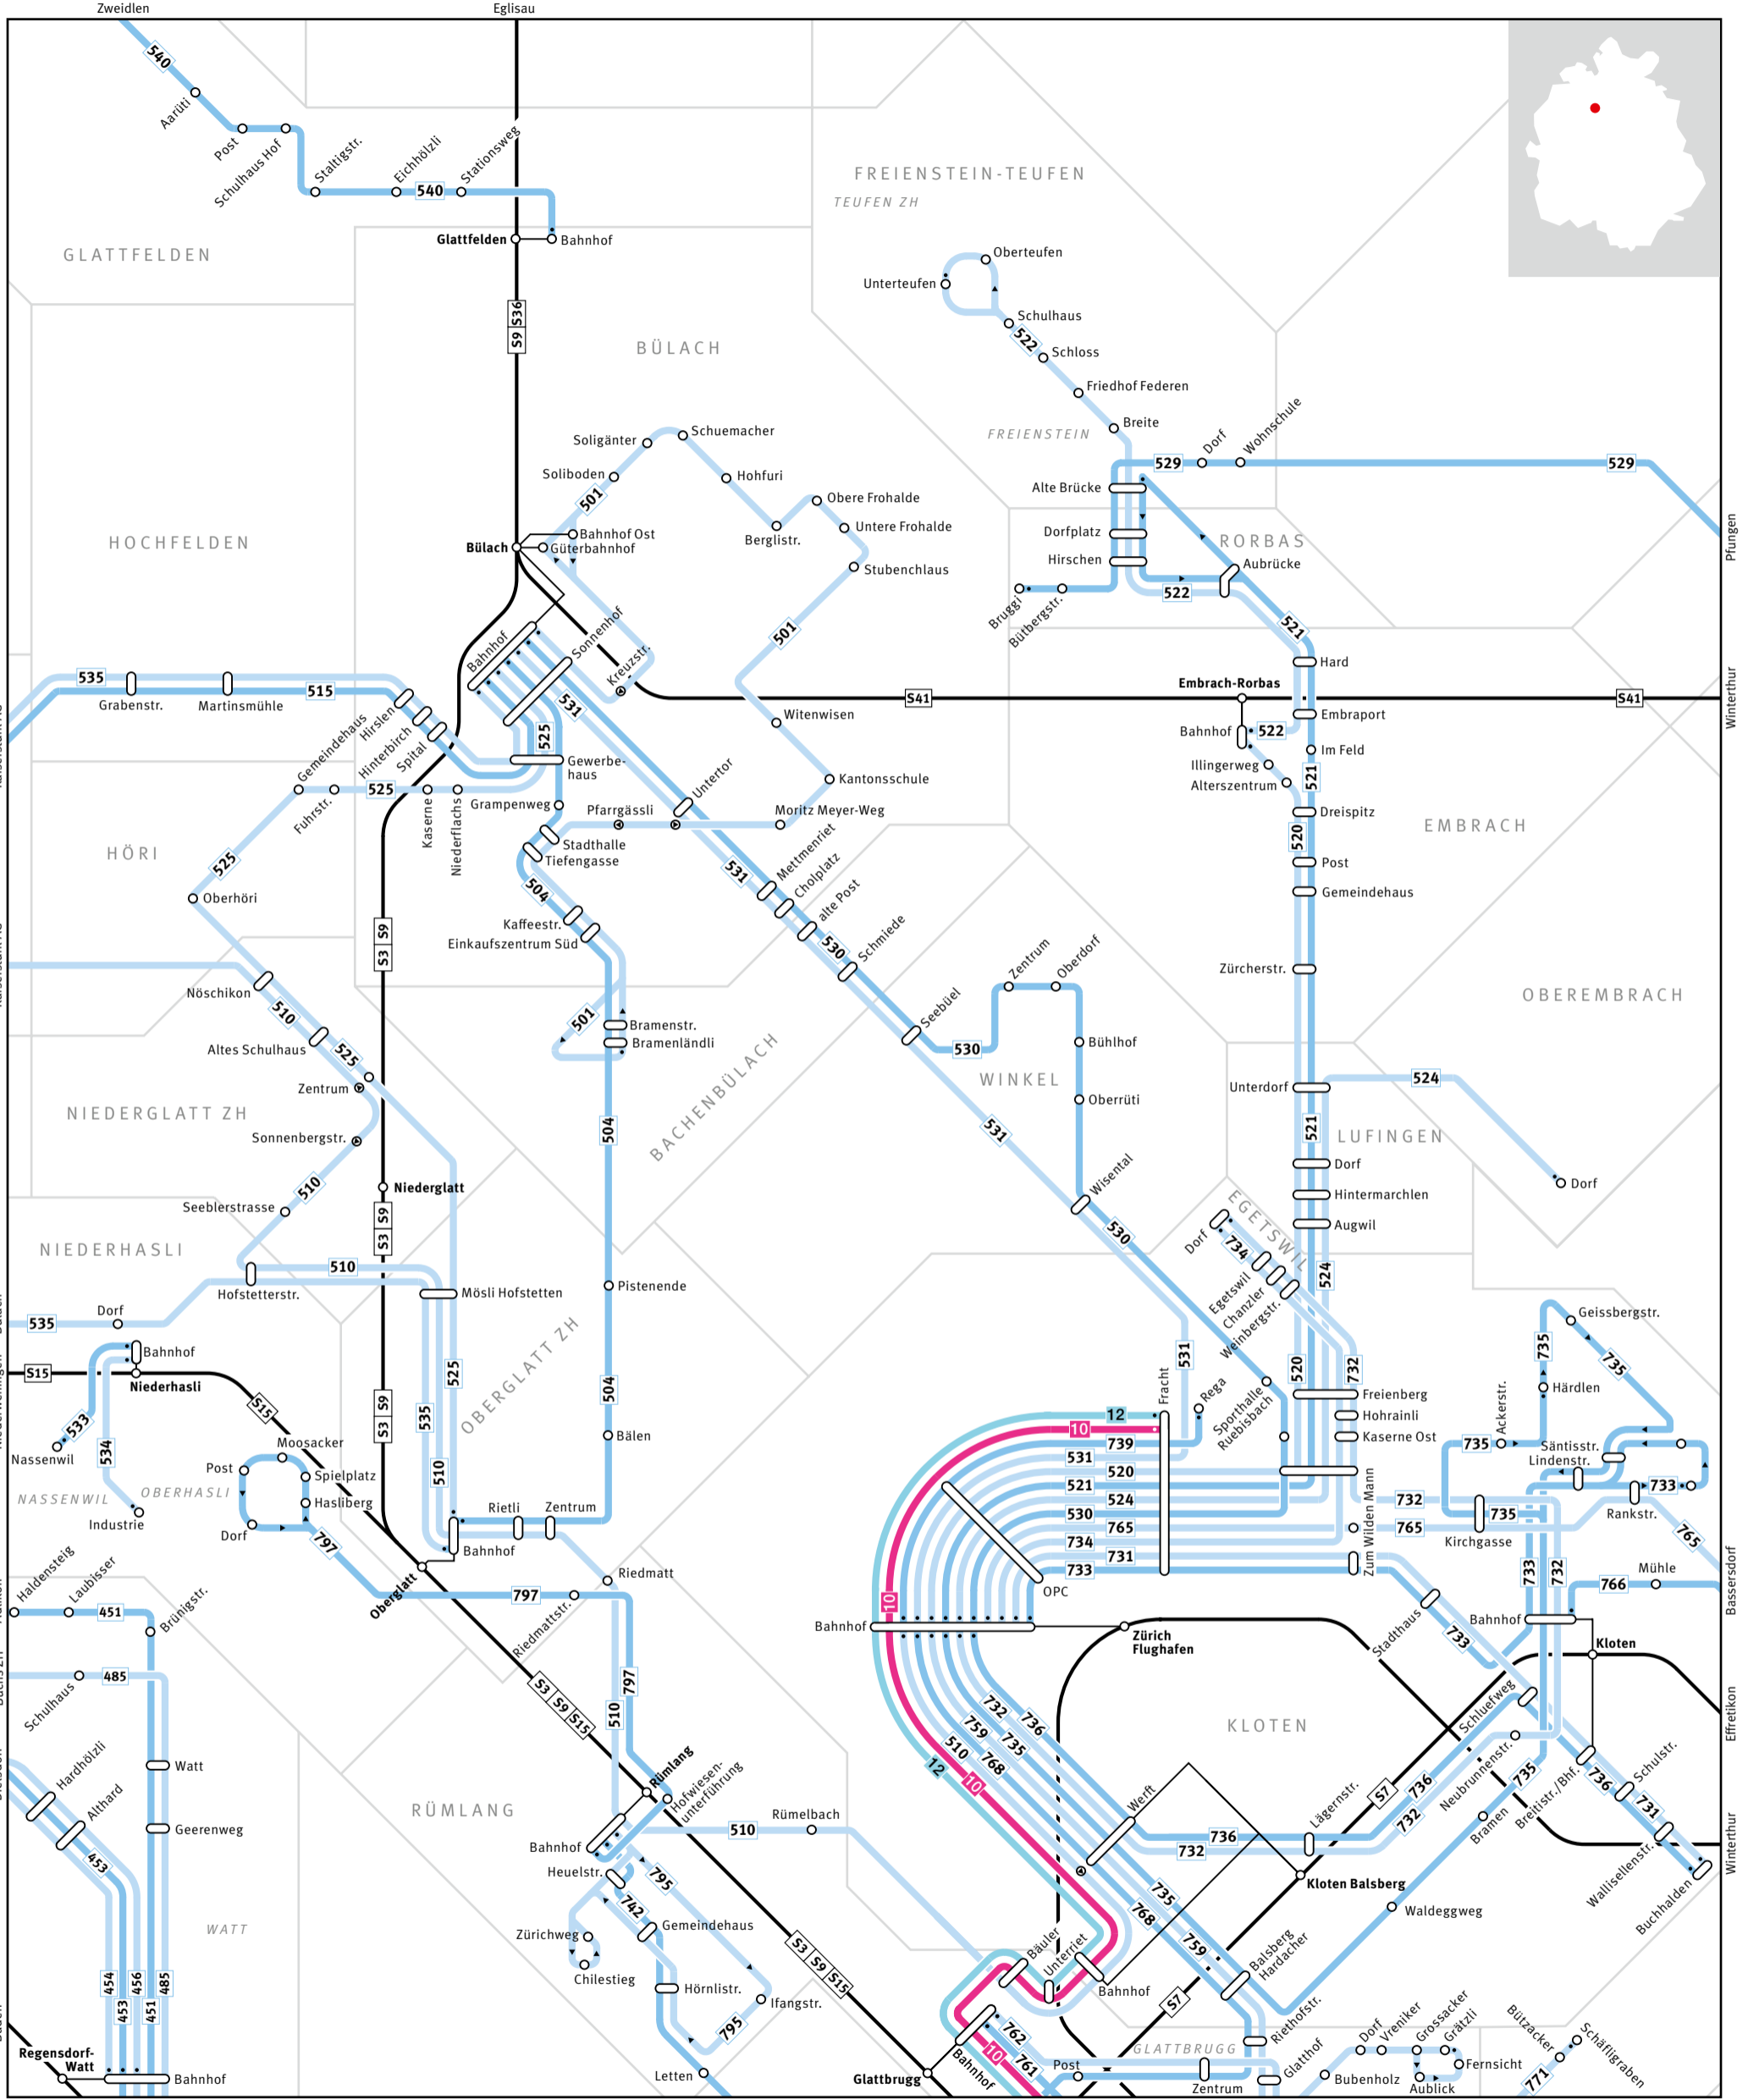 Zweidlen
Eglisau
540
Aarüti
Post
Schulhaus Hof
Staltigstr.
Eichhölzli
540
Stationsweg
Glattfelden
Bahnhof
GLATTFELDEN
FREIENSTEIN-TEUFEN
TEUFEN ZH
S9 S36
BÜLACH
Oberteufen
Unterteufen
Schulhaus
522
Schloss
Friedhof Federen
Breite
FREIENSTEIN
529
Dorf
Wohnschule
529
Pfungen
Alte Brücke
Dorfplatz
Hirschen
RORBAS
Aubrücke
Bruggi
Bütbergstr.
522
521
Hard
Soligänter
Schuemacher
Soliboden
Hohfuri
501
Obere Frohalde
Berglistr.
Untere Frohalde
Stubenchlaus
501
HOCHFELDEN
Bülach
Bahnhof Ost
Güterbahnhof
Bahnhof
Sonnenhof
Kreuzstr.
531
525
535
515
Grabenstr.
Martinsmühle
Hirslen
Hinterbirch
Spital
Gemeindehaus
Fuhrstr.
525
Kaserne
Niederflachs
Gewerbe-
haus
Grampenweg
Pfarrgässli
Untertor
Moritz Meyer-Weg
Kantonsschule
Witenwisen
S41
Embrach-Rorbas
S41
Winterthur
Bahnhof
522
Embraport
Im Feld
Illingerweg
Alterszentrum
521
Dreispitz
520
Post
Gemeindehaus
EMBRACH
Zürcherstr.
OBEREMBRACH
HÖRI
525
Oberhöri
Stadthalle
Tiefengasse
504
Kaffeestr.
Einkaufszentrum Süd
531
Mettmenriet
Cholplatz
alte Post
530
Schmiede
S3 S9
Nöschikon
510
Altes Schulhaus
525
Zentrum
Sonnenbergstr.
NIEDERGLATT ZH
510
Seeblerstrasse
Niederglatt
S3 S9
501
Bramenstr.
Bramenländli
504
BACHENBÜLACH
Seebüel
530
Zentrum
Oberdorf
Bühlhof
WINKEL
Oberrüti
531
Wisental
530
Unterdorf
524
521
LUFINGEN
Dorf
Dorf
Hintermarchlen
Augwil
524
EGETSWIL
Dorf
734
Egetswil
Chanzler
Weinbergstr.
NIEDERHASLI
510
Hofstetterstr.
Mösli Hofstetten
535
Dorf
Pistenende
OBERGLATT ZH
Bahnhof
S15
Niederhasli
S15
533
Nassenwil
534
NASSENWIL
Industrie
OBERHASLI
Moosacker
Post
Spielplatz
Hasliberg
Dorf
797
S3 S9
535
525
510
504
Bälen
Rietli
Zentrum
Bahnhof
Oberglatt
797
Riedmatt
Riedmattstr.
531
520
732
Fracht
Rega
Sporthalle
Ruebisbach
Freienberg
Hohrainli
Kaserne Ost
12
10
739
531
520
521
524
530
765
734
731
733
Zum Wilden Mann
OPC
10
Bahnhof
Zürich
Flughafen
Geissbergstr.
735
735
Härdlen
Ackerstr.
735
Säntisstr.
Lindenstr.
733
732
735
Rankstr.
765
Kirchgasse
765
733
732
Mühle
766
Bassersdorf
Stadthaus
733
Bahnhof
Kloten
Effretikon
Schluefweg
Neubrunnenstr.
735
Breitistr./Bhf.
736
Schulstr.
731
Wallisellenstr.
Buchhalden
Winterthur
Bramen
Waldeggweg
Haldensteig
Laubisser
451
Brünigstr.
485
Schulhaus
Hardhölzli
Althard
453
Watt
Geerenweg
WATT
454
453
456
451
485
Regensdorf-
Watt
Bahnhof
S3 S9 S15
510
797
RÜMLANG
Rümlang
Hofwiesen-
unterführung
Bahnhof
Rümelbach
510
Heuelstr.
795
742
Zürichweg
Chilestieg
Gemeindehaus
Hörnlistr.
Ifangstr.
795
Letten
S3 S9 S15
Glattbrugg
732
736
759
735
510
768
12
10
KLOTEN
Werft
736
732
Lägernstr.
S7
736
732
Kloten Balsberg
735
768
759
Balsberg
Hardacher
Bäuler
Unterriet
Bahnhof
S7
Riethofstr.
762
761
10
Bahnhof
Post
GLATTBRUGG
Zentrum
Glatthof
Bubenholz
Dorf
Vreniker
Grossacker
Grätzli
Fernsicht
Aublick
Bützacker
Schäfligraben
771